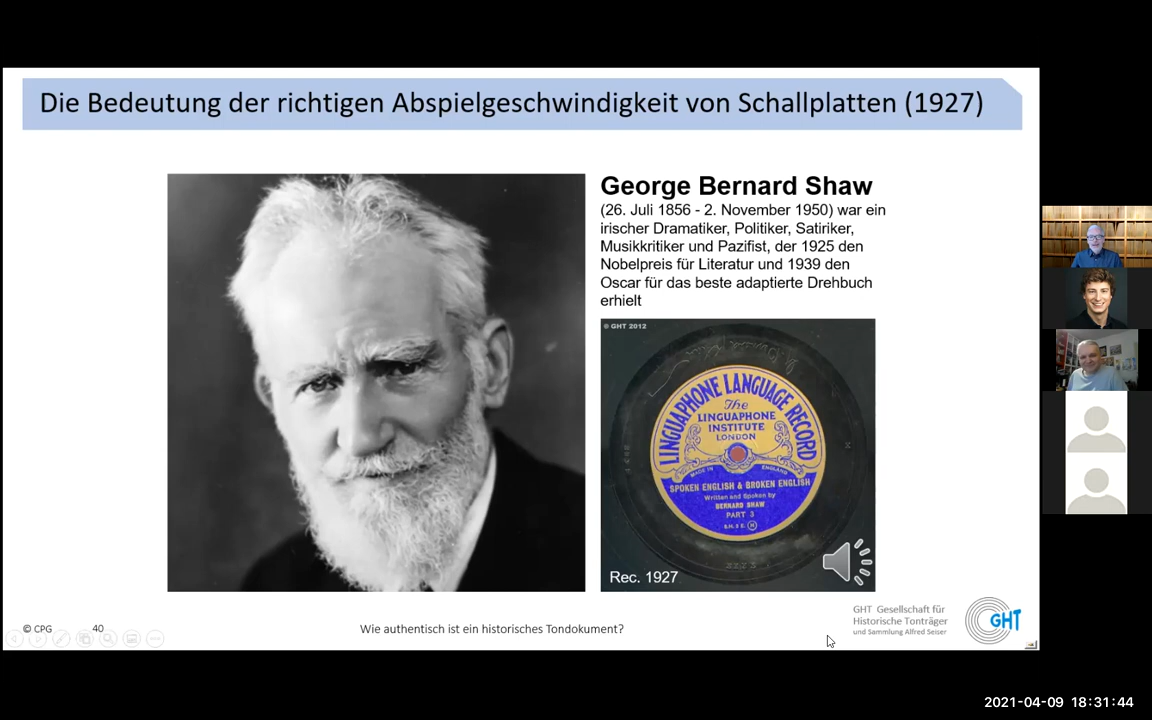 Die Bedeutung der richtigen Abspielgeschwindigkeit von Schallplatten (1927)
George Bernard Shaw
(26. Juli 1856 - 2. November 1950) war ein
irischer Dramatiker, Politiker, Satiriker,
Musikkritiker und Pazifist, der 1925 den
Nobelpreis für Literatur und 1939 den
Oscar für das beste adaptierte Drehbuch
erhielt
© GHT 2012
LINGUAPHONE LANGUAGE RECORD
The
LINGUAPHONE
INSTITUTE
LONDON
MADE IN ENGLAND
SPOKEN ENGLISH & BROKEN ENGLISH
Written and Spoken by
BERNARD SHAW
PART 3
S.H. 2 E. H
Rec. 1927
© CPG
40
Wie authentisch ist ein historisches Tondokument?
GHT Gesellschaft für
Historische Tonträger
und Sammlung Alfred Seiser
GHT
2021-04-09 18:31:44